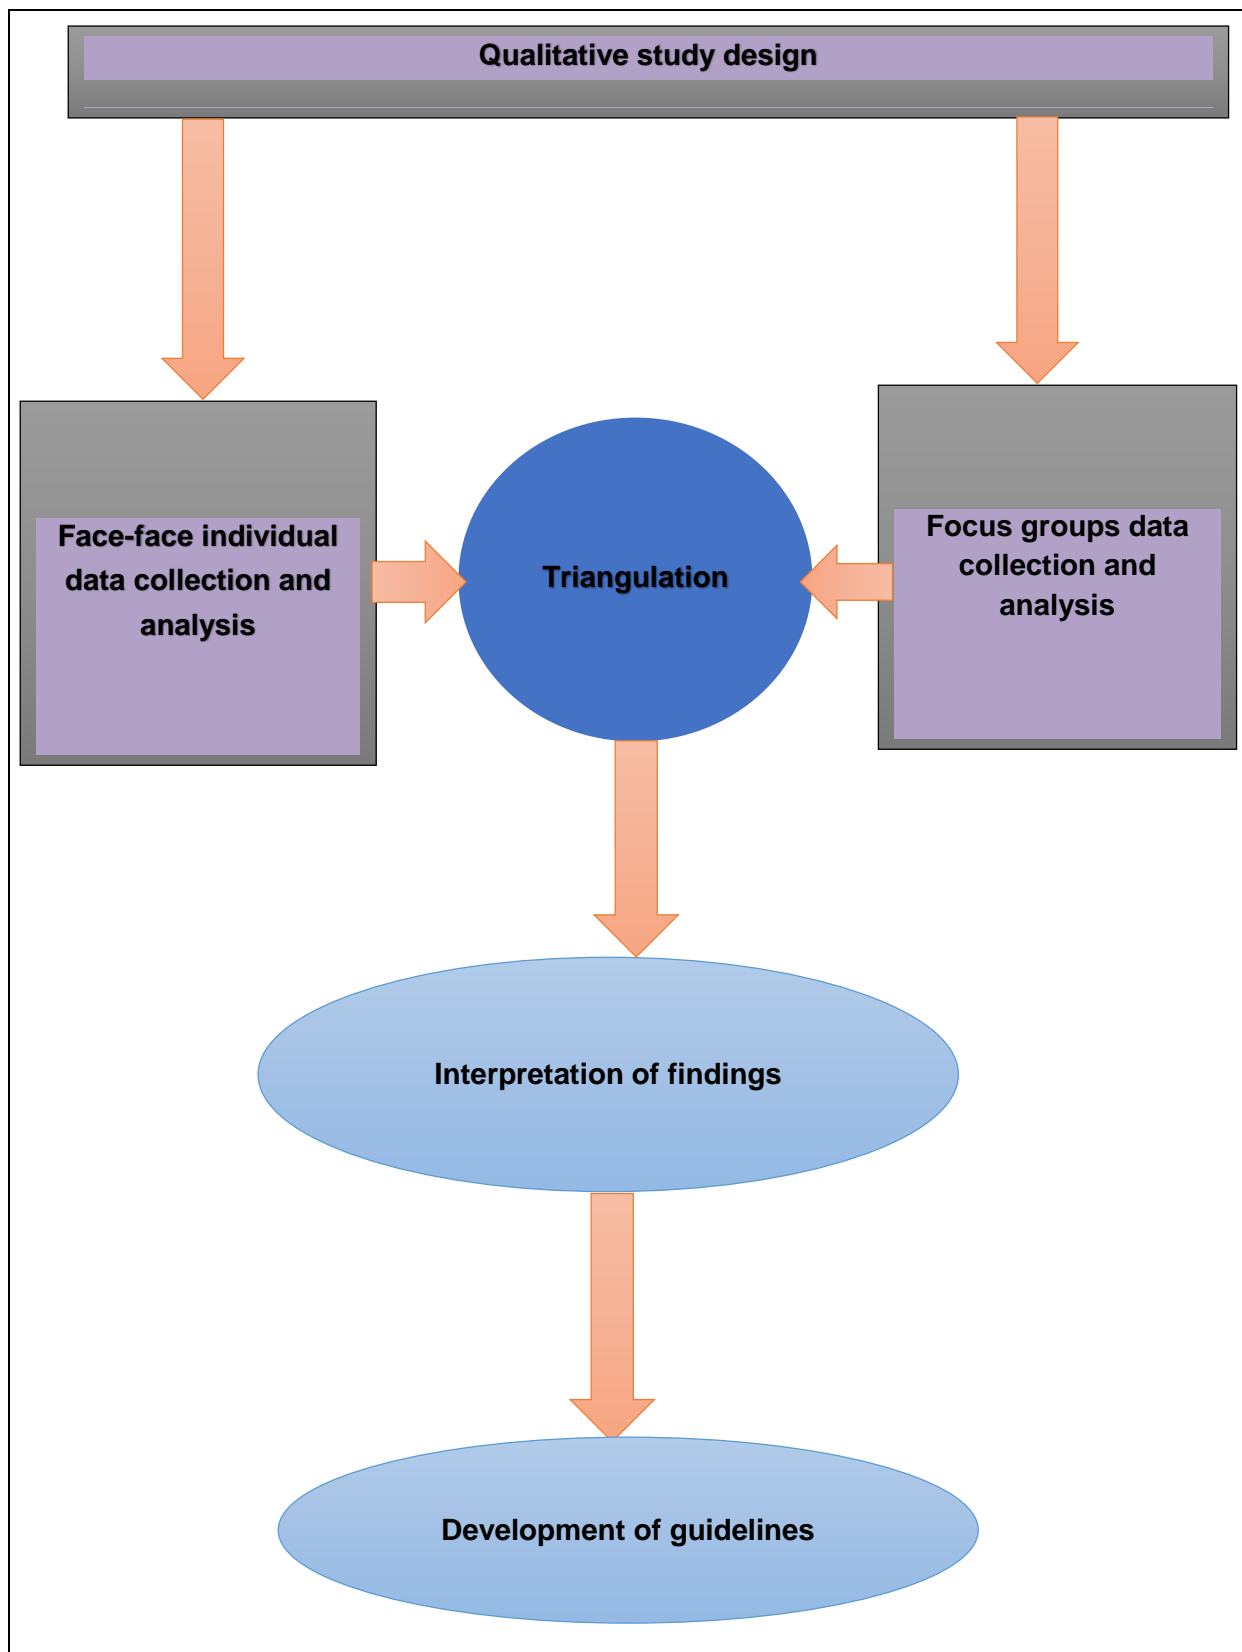 Qualitative study design
Face-face individual
data collection and
analysis
Triangulation
Focus groups data
collection and
analysis
Interpretation of findings
Development of guidelines